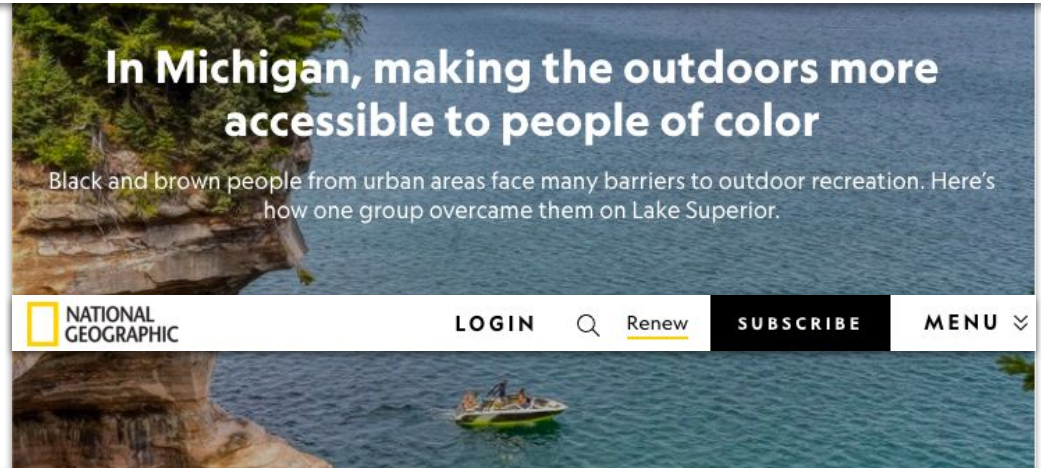 In Michigan, making the outdoors more
accessible to people of color
Black and brown people from urban areas face many barriers to outdoor recreation. Here's
how one group overcame them on Lake Superior.
NATIONAL
GEOGRAPHIC
LOGIN
Renew
SUBSCRIBE
MENU